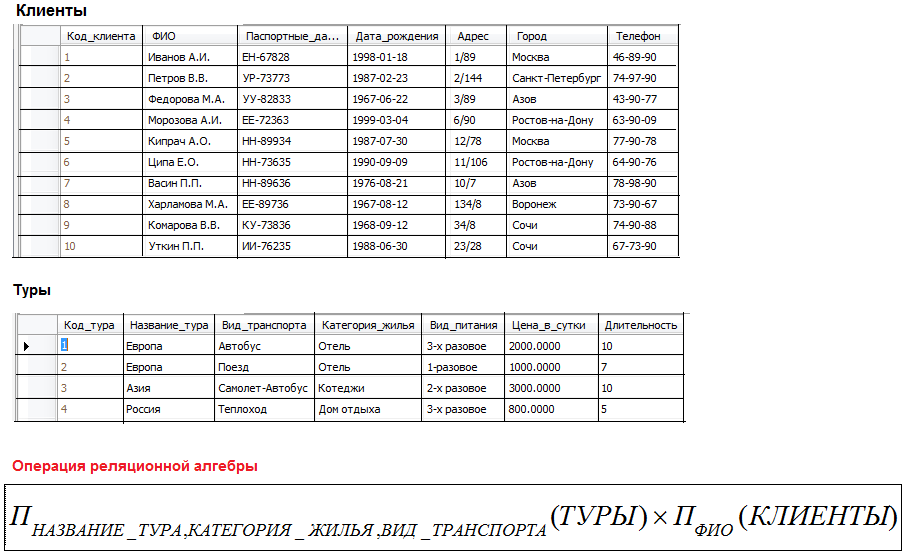 Клиенты
Код_клиента ФИО Паспортные_да... Дата_рождения Адрес Город Телефон
1 Иванов А.И. ЕН-67828 1998-01-18 1/89 Москва 46-89-90
2 Петров В.В. УР-73773 1987-02-23 2/144 Санкт-Петербург 74-97-90
3 Федорова М.А. УУ-82833 1967-06-22 3/89 Азов 43-90-77
4 Морозова А.И. ЕЕ-72363 1999-03-04 6/90 Ростов-на-Дону 63-90-09
5 Кипрач А.О. НН-89934 1987-07-30 12/78 Москва 77-90-78
6 Ципа Е.О. НН-73635 1990-09-09 11/106 Ростов-на-Дону 64-90-76
7 Васин П.П. НН-89636 1976-08-21 10/7 Азов 78-98-90
8 Харламова М.А. ЕЕ-89736 1967-08-12 134/8 Воронеж 73-90-67
9 Комарова В.В. КУ-73836 1968-09-12 34/8 Сочи 74-90-88
10 Уткин П.П. ИИ-76235 1988-06-30 23/28 Сочи 67-73-90
Туры
Код_тура Название_тура Вид_транспорта Категория_жилья Вид_питания Цена_в_сутки Длительность
1 Европа Автобус Отель 3-х разовое 2000.0000 10
2 Европа Поезд Отель 1-разовое 1000.0000 7
3 Азия Самолет-Автобус Котеджи 2-х разовое 3000.0000 10
4 Россия Теплоход Дом отдыха 3-х разовое 800.0000 5
Операция реляционной алгебры
П НАЗВАНИЕ_ТУРА,КАТЕГОРИЯ_ЖИЛЬЯ,ВИД_ТРАНСПОРТА (ТУРЫ) × П ФИО (КЛИЕНТЫ)